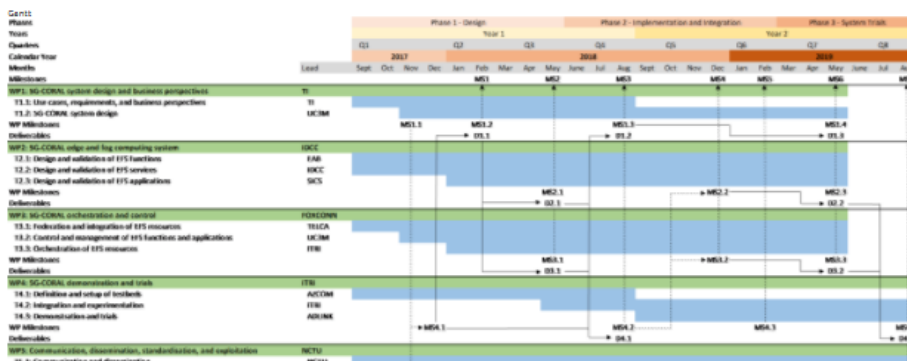 Gantt
Phases Phase 1 - Design Phase 2 - Implementation and Integration Phase 3 - System Trials
Years Year 1 Year 2
Quarters Q1 Q2 Q3 Q4 Q5 Q6 Q7 Q8
Calendar Year 2017 2018 2019
Months Lead Sept Oct Nov Dec Jan Feb Mar Apr May Jun Jul Aug Sept Oct Nov Dec Jan Feb Mar Apr May Jun Jul
Milestones MS1 MS2 MS3 MS4 MS5 MS6
WP1: 5G-CORAL system design and business perspectives TI
T1.1: Use cases, requirements, and business perspectives TI
T1.2: 5G-CORAL system design UC3M
WP Milestones MS1.1 MS1.2 MS1.3 MS1.4
Deliverables D1.1 D1.2 D1.3
WP2: 5G-CORAL edge and fog computing system IDCC
T2.1: Design and validation of EFS functions EAB
T2.2: Design and validation of EFS services IDCC
T2.3: Design and validation of EFS applications SICS
WP Milestones MS2.1 MS2.2 MS2.3
Deliverables D2.1 D2.2
WP3: 5G-CORAL orchestration and control FOXCONN
T3.1: Federation and integration of EFS resources TELCA
T3.2: Control and management of EFS functions and applications UC3M
T3.3: Orchestration of EFS resources ITRI
WP Milestones MS3.1 MS3.2 MS3.3
Deliverables D3.1 D3.2
WP4: 5G-CORAL demonstration and trials ITRI
T4.1: Definition and setup of testbeds AZCOM
T4.2: Integration and experimentation ITRI
T4.3: Demonstration and trials ADLINK
WP Milestones MS4.1 MS4.2 MS4.3
Deliverables D4.1
WP5: Communication, dissemination, standardisation, and exploitation NCTU